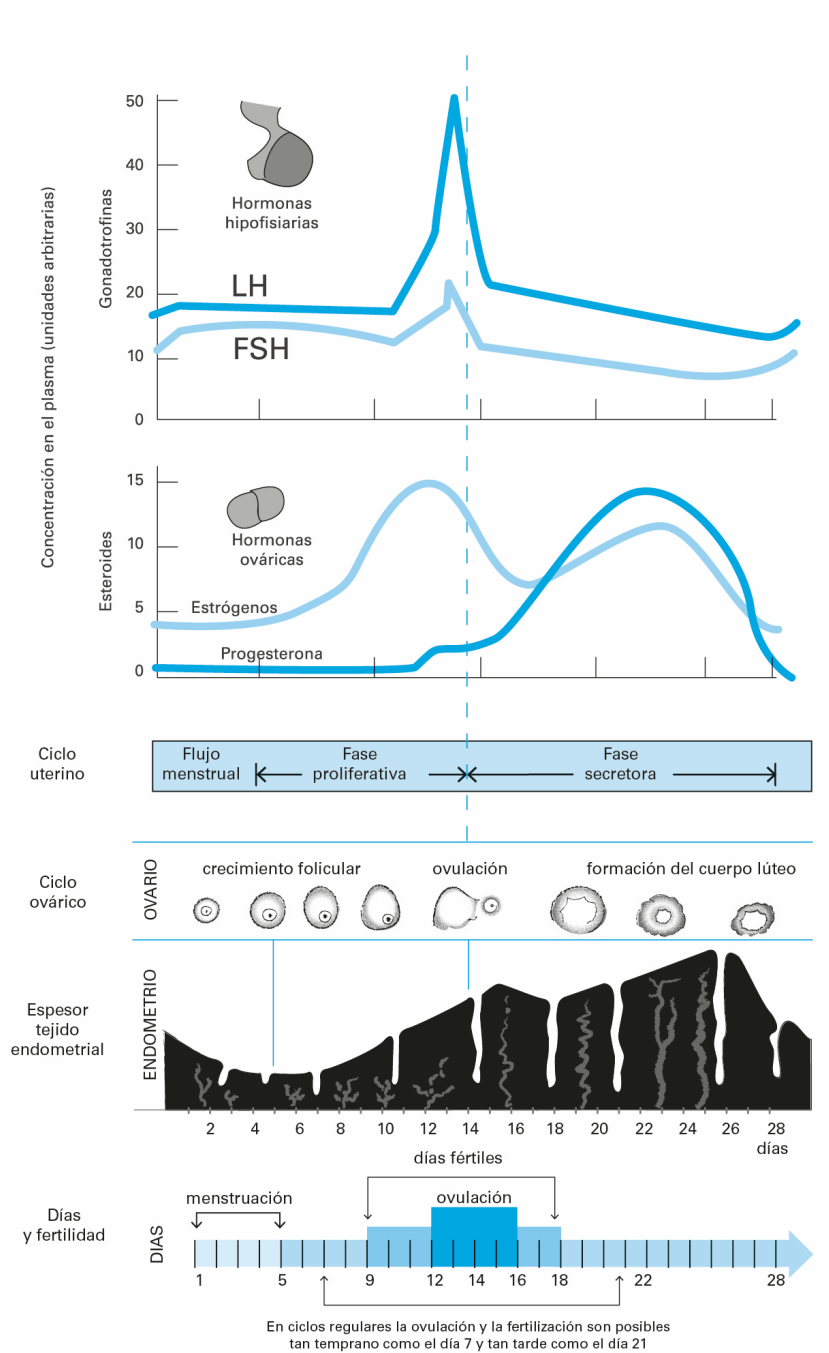 Concentración en el plasma (unidades arbitrarias)
Gonadotrofinas
50
40
30
20
10
0
Hormonas
hipofisiarias
LH
FSH
Esteroides
15
10
5
0
Hormonas
ováricas
Estrógenos
Progesterona
Ciclo
uterino
Flujo
menstrual
Fase
proliferativa
Fase
secretora
Ciclo
ovárico
OVARIO
crecimiento folicular
ovulación
formación del cuerpo lúteo
Espesor
tejido
endometrial
ENDOMETRIO
2 4 6 8 10 12 14 16 18 20 22 24 26 28
días
días fértiles
Días
y fertilidad
DIAS
menstruación
ovulación
1 5 9 12 14 16 18 22 28
En ciclos regulares la ovulación y la fertilización son posibles
tan temprano como el día 7 y tan tarde como el día 21